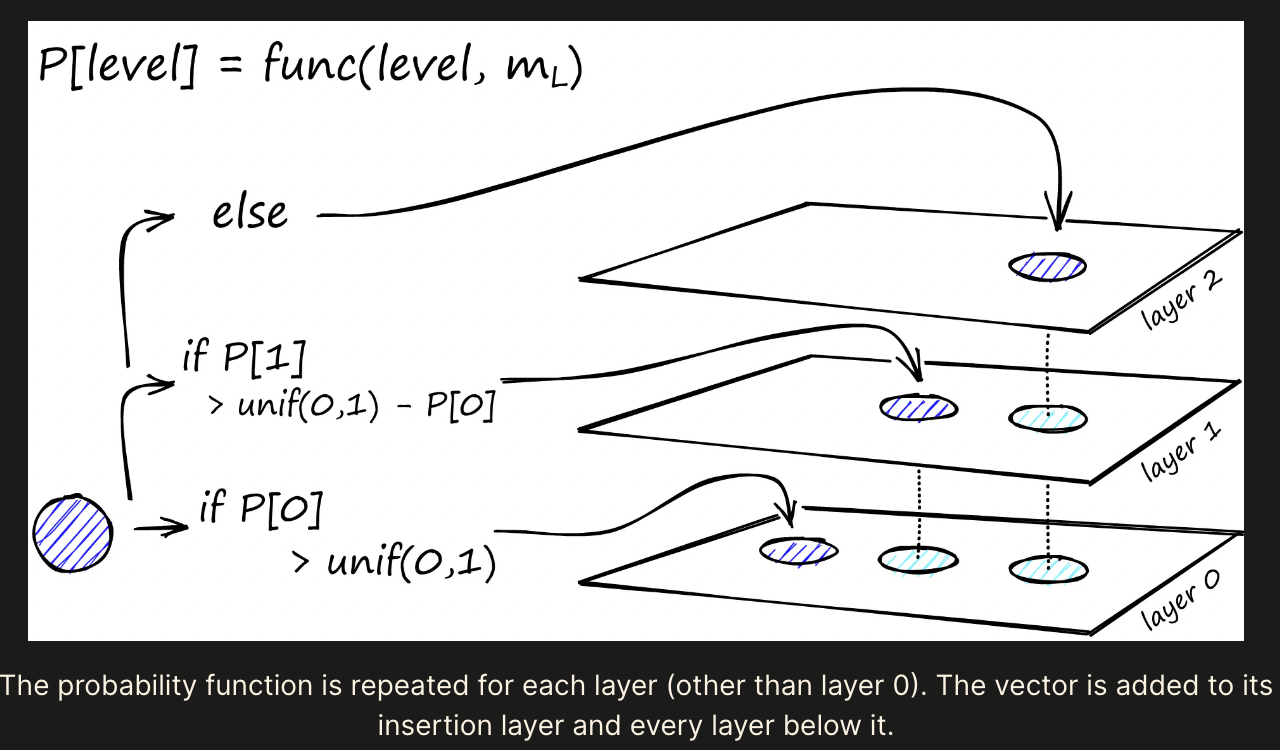 P[level] = func(level, mL)
else
layer 2
if P[1]
> unif(0,1) - P[0]
layer 1
if P[0]
> unif(0,1)
layer 0
The probability function is repeated for each layer (other than layer 0). The vector is added to its
insertion layer and every layer below it.